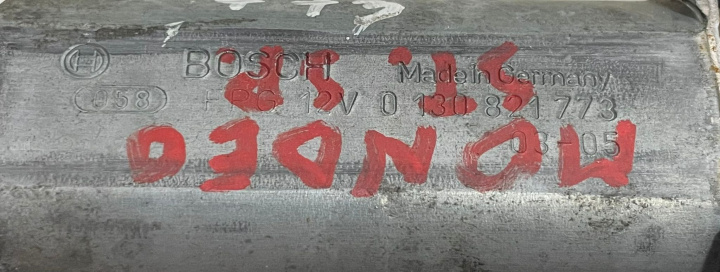 BOSCH Made in Germany
058 12V 0 130 821 773
03-05
MONDEO